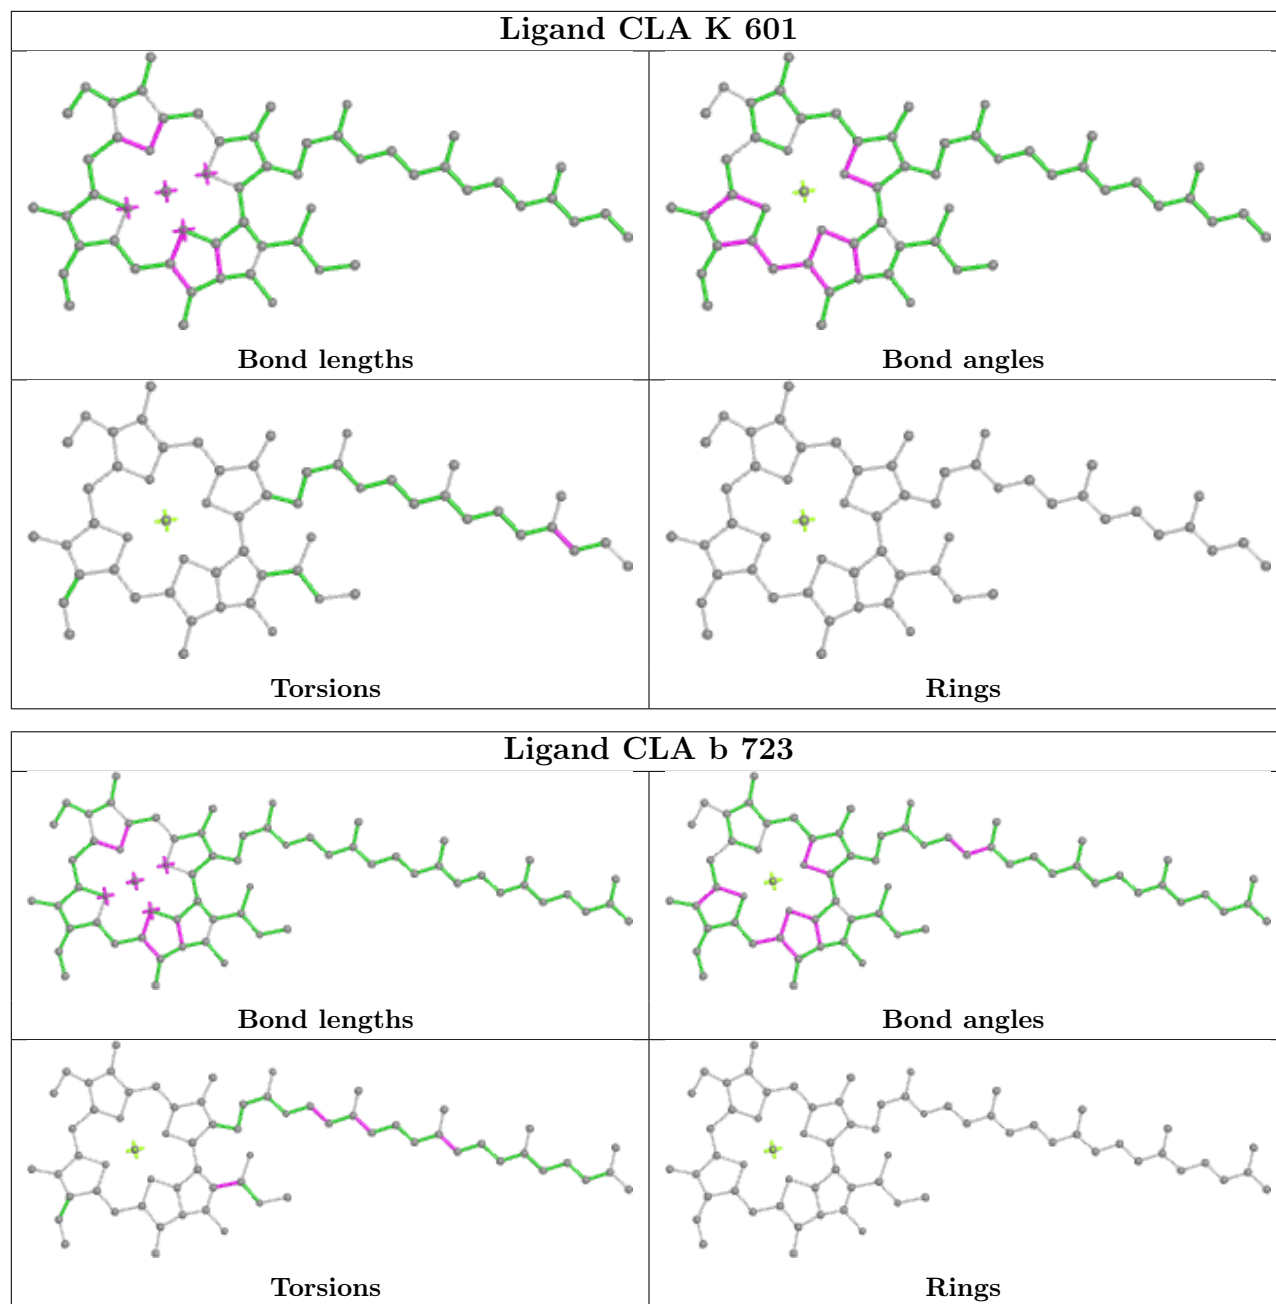 Ligand CLA K 601
Bond lengths
Bond angles
Torsions
Rings
Ligand CLA b 723
Bond lengths
Bond angles
Torsions
Rings